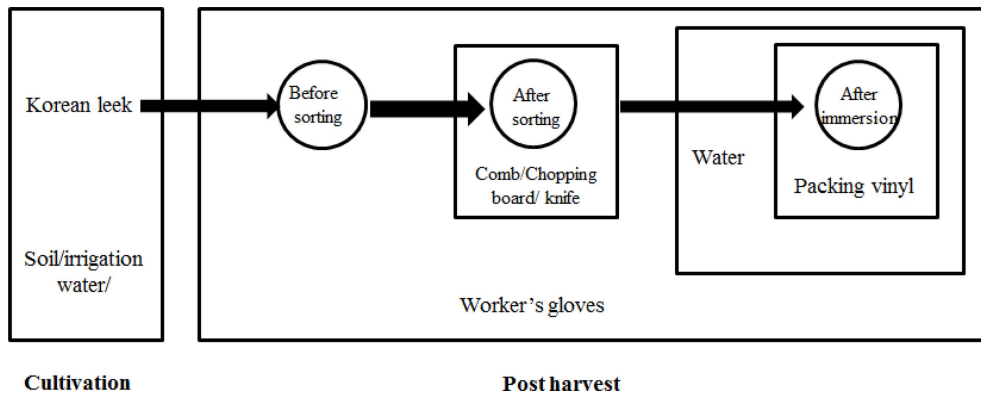 Korean leek
Soil/irrigation
water/
Before
sorting
After
sorting
Comb/Chopping
board/ knife
Water
After
immersion
Packing vinyl
Worker’s gloves
Cultivation
Post harvest